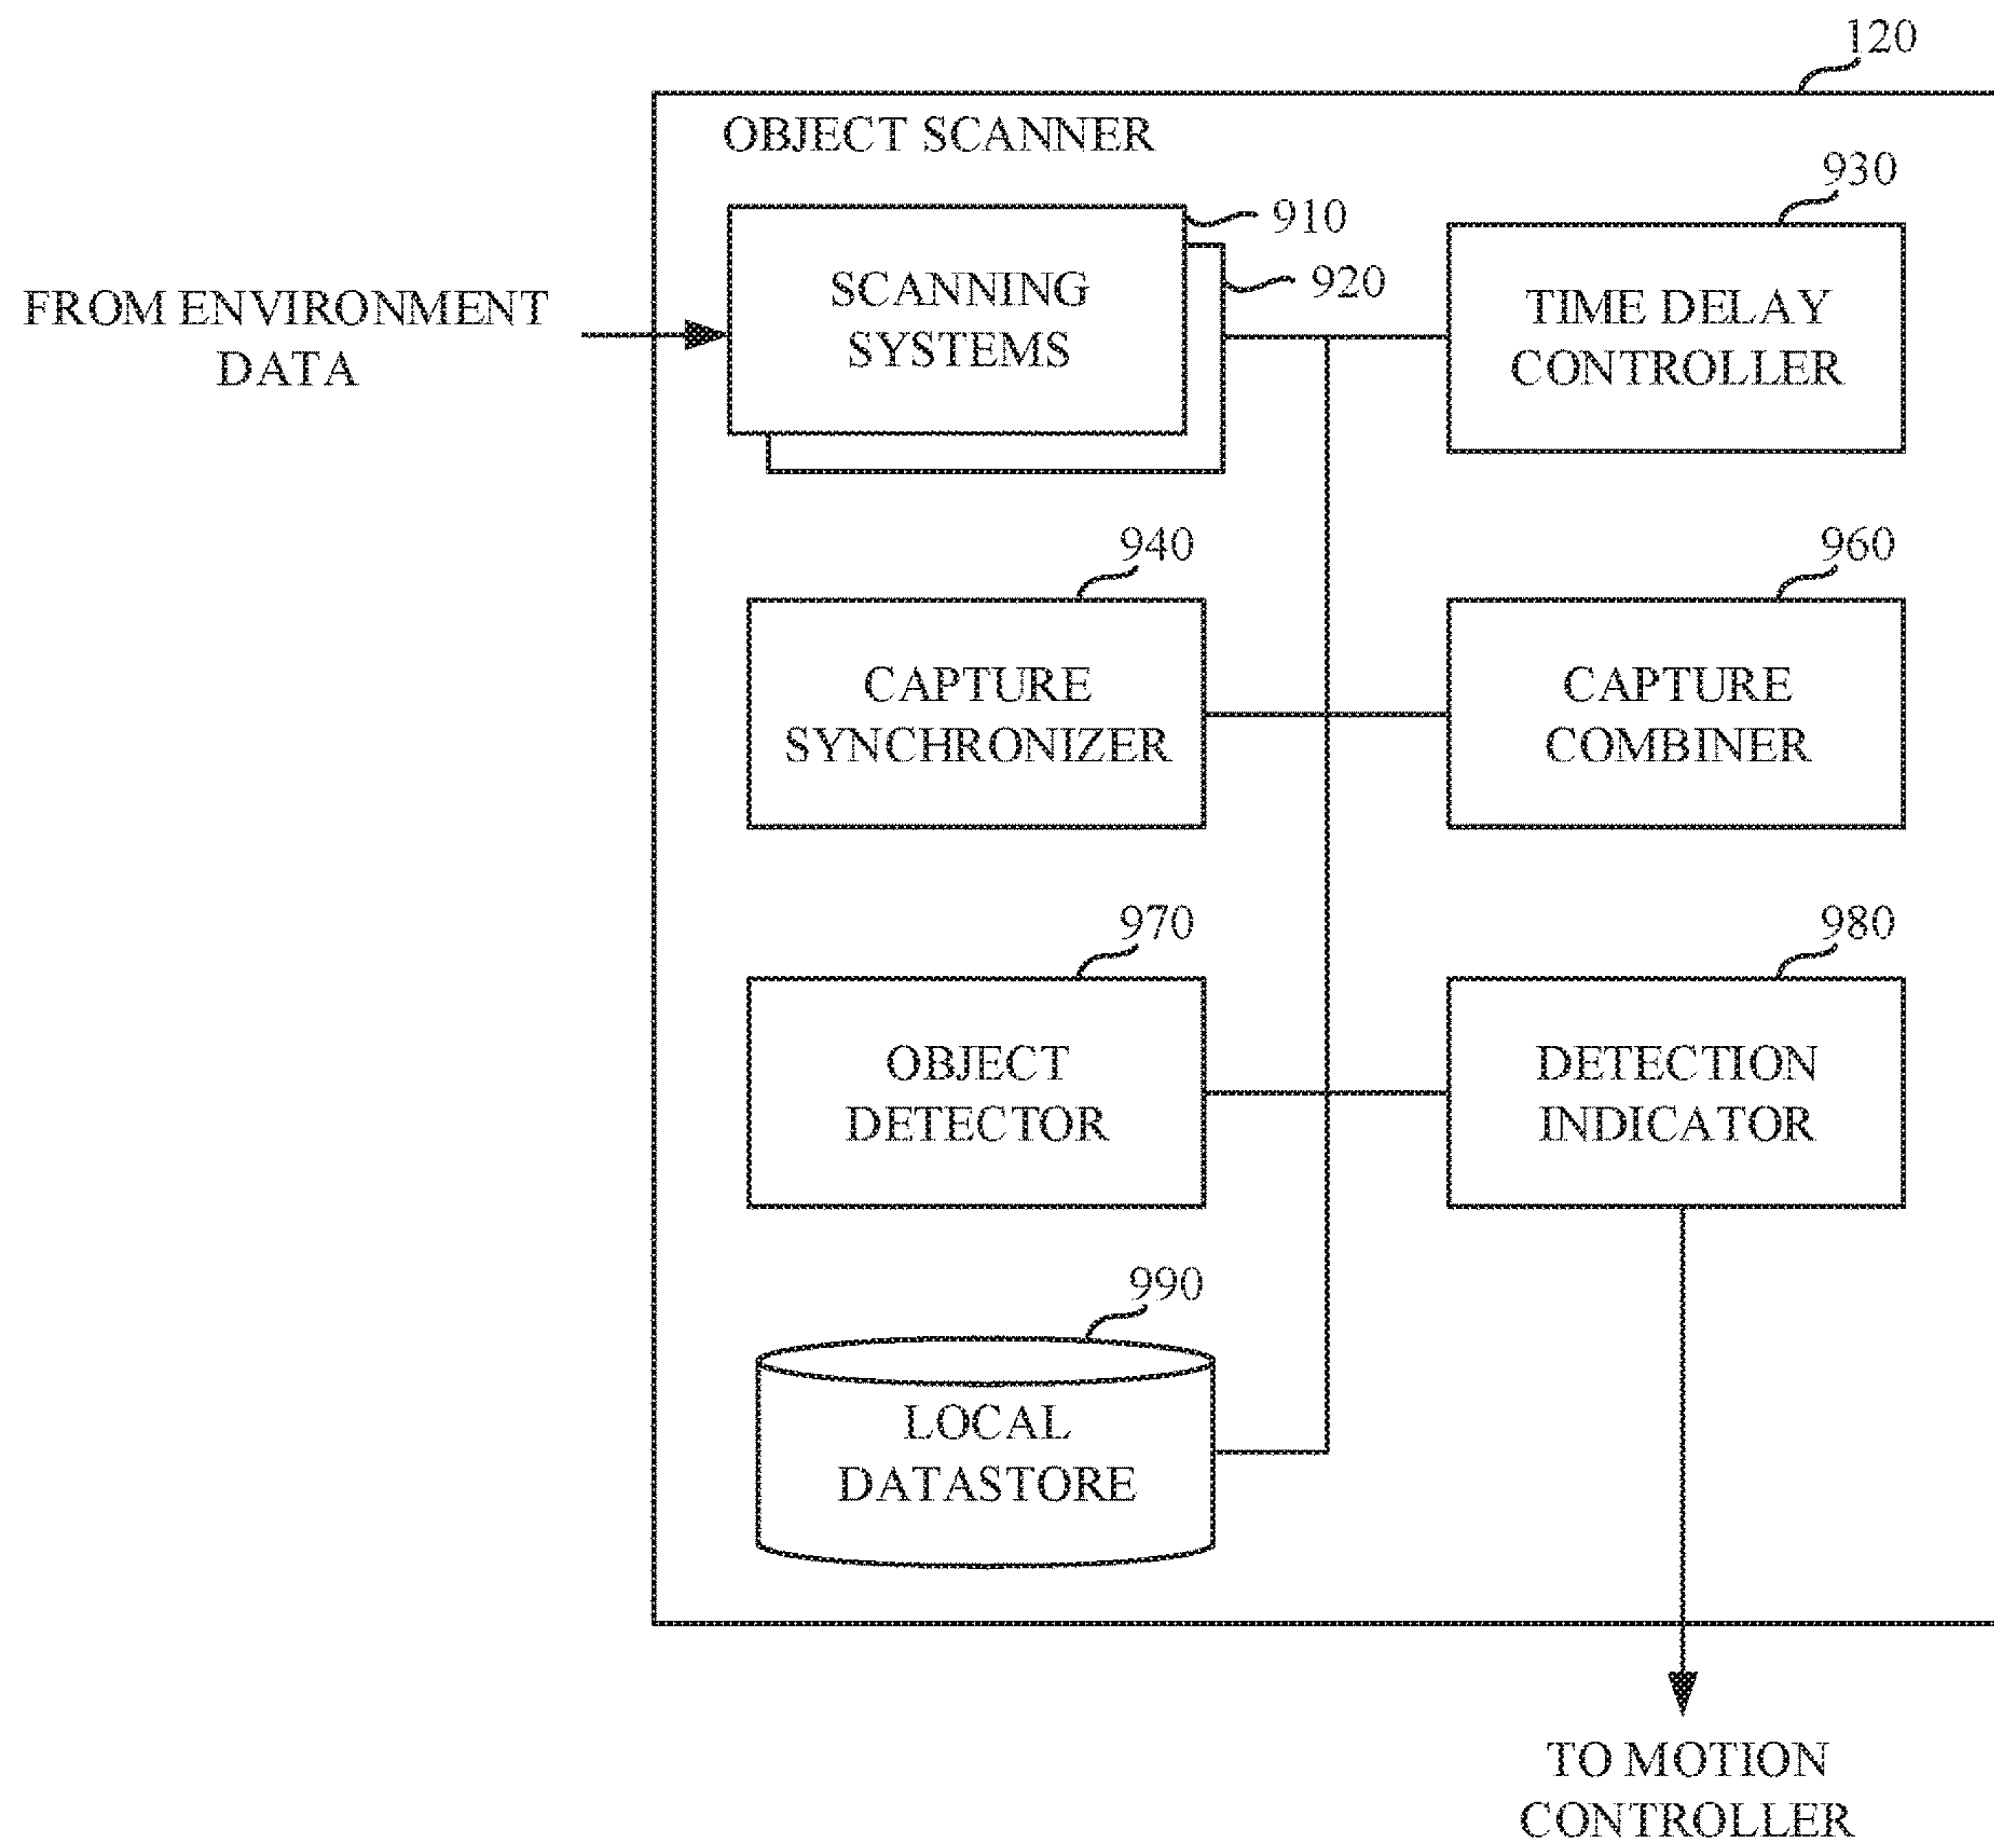 120
OBJECT SCANNER
930
910
920
FROM ENVIRONMENT
DATA
SCANNING
SYSTEMS
TIME DELAY
CONTROLLER
940
960
CAPTURE
SYNCHRONIZER
CAPTURE
COMBINER
970
980
OBJECT
DETECTOR
DETECTION
INDICATOR
990
LOCAL
DATASTORE
TO MOTION
CONTROLLER